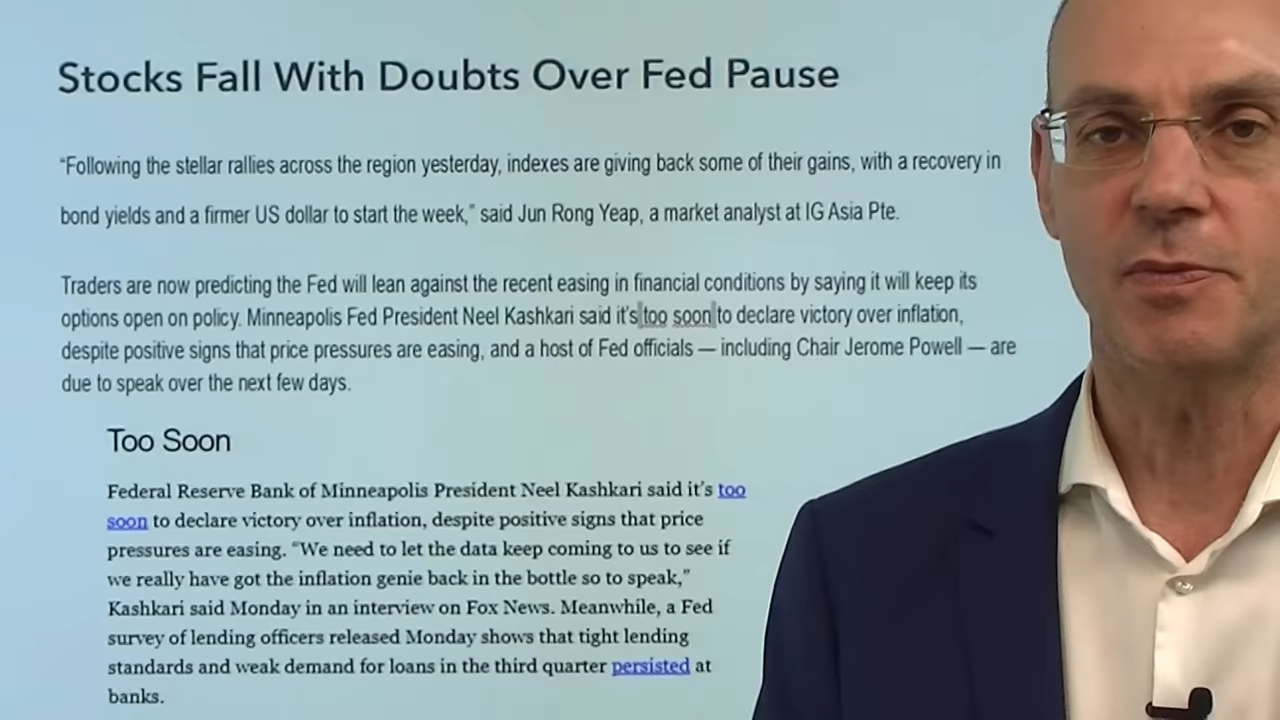 Stocks Fall With Doubts Over Fed Pause
“Following the stellar rallies across the region yesterday, indexes are giving back some of their gains, with a recovery in
bond yields and a firmer US dollar to start the week,” said Jun Rong Yeap, a market analyst at IG Asia Pte.
Traders are now predicting the Fed will lean against the recent easing in financial conditions by saying it will keep its
options open on policy. Minneapolis Fed President Neel Kashkari said it’s too soon to declare victory over inflation,
despite positive signs that price pressures are easing, and a host of Fed officials — including Chair Jerome Powell — are
due to speak over the next few days.
Too Soon
Federal Reserve Bank of Minneapolis President Neel Kashkari said it’s too
soon to declare victory over inflation, despite positive signs that price
pressures are easing. “We need to let the data keep coming to us to see if
we really have got the inflation genie back in the bottle so to speak,”
Kashkari said Monday in an interview on Fox News. Meanwhile, a Fed
survey of lending officers released Monday shows that tight lending
standards and weak demand for loans in the third quarter persisted at
banks.